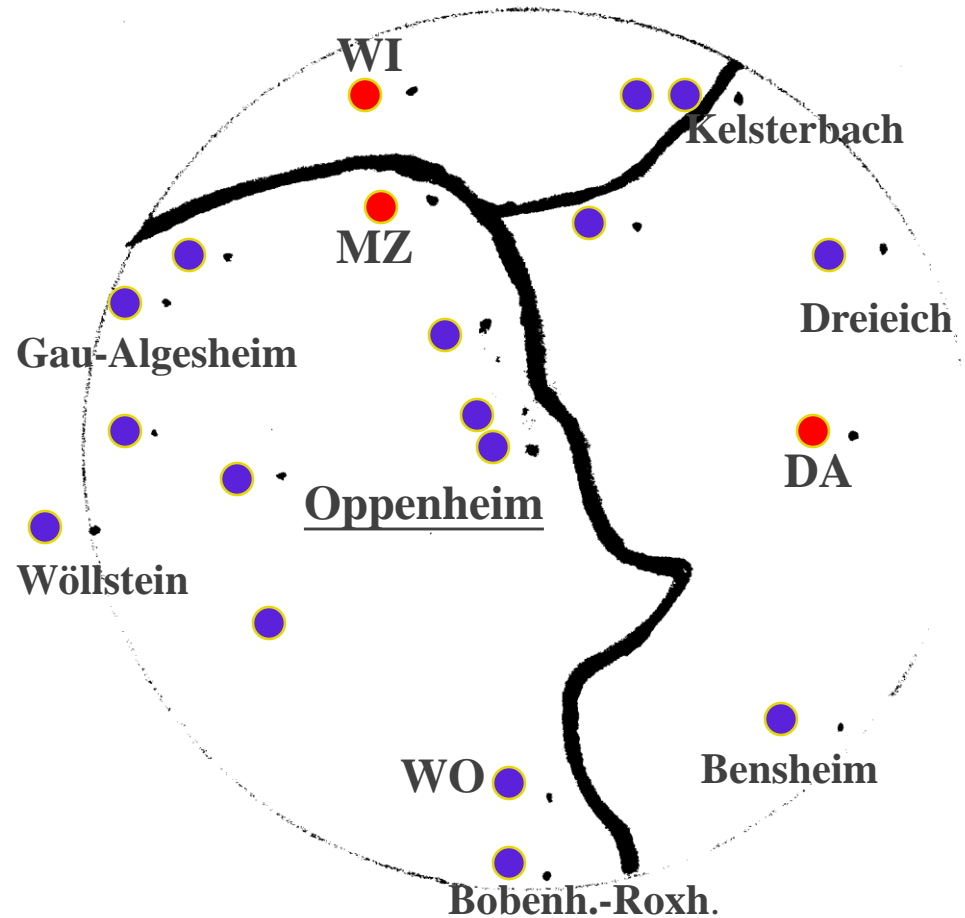 WI
Kelsterbach
MZ
Dreieich
Gau-Algesheim
DA
Oppenheim
Wöllstein
WO
Bensheim
Bobenh.-Roxh.